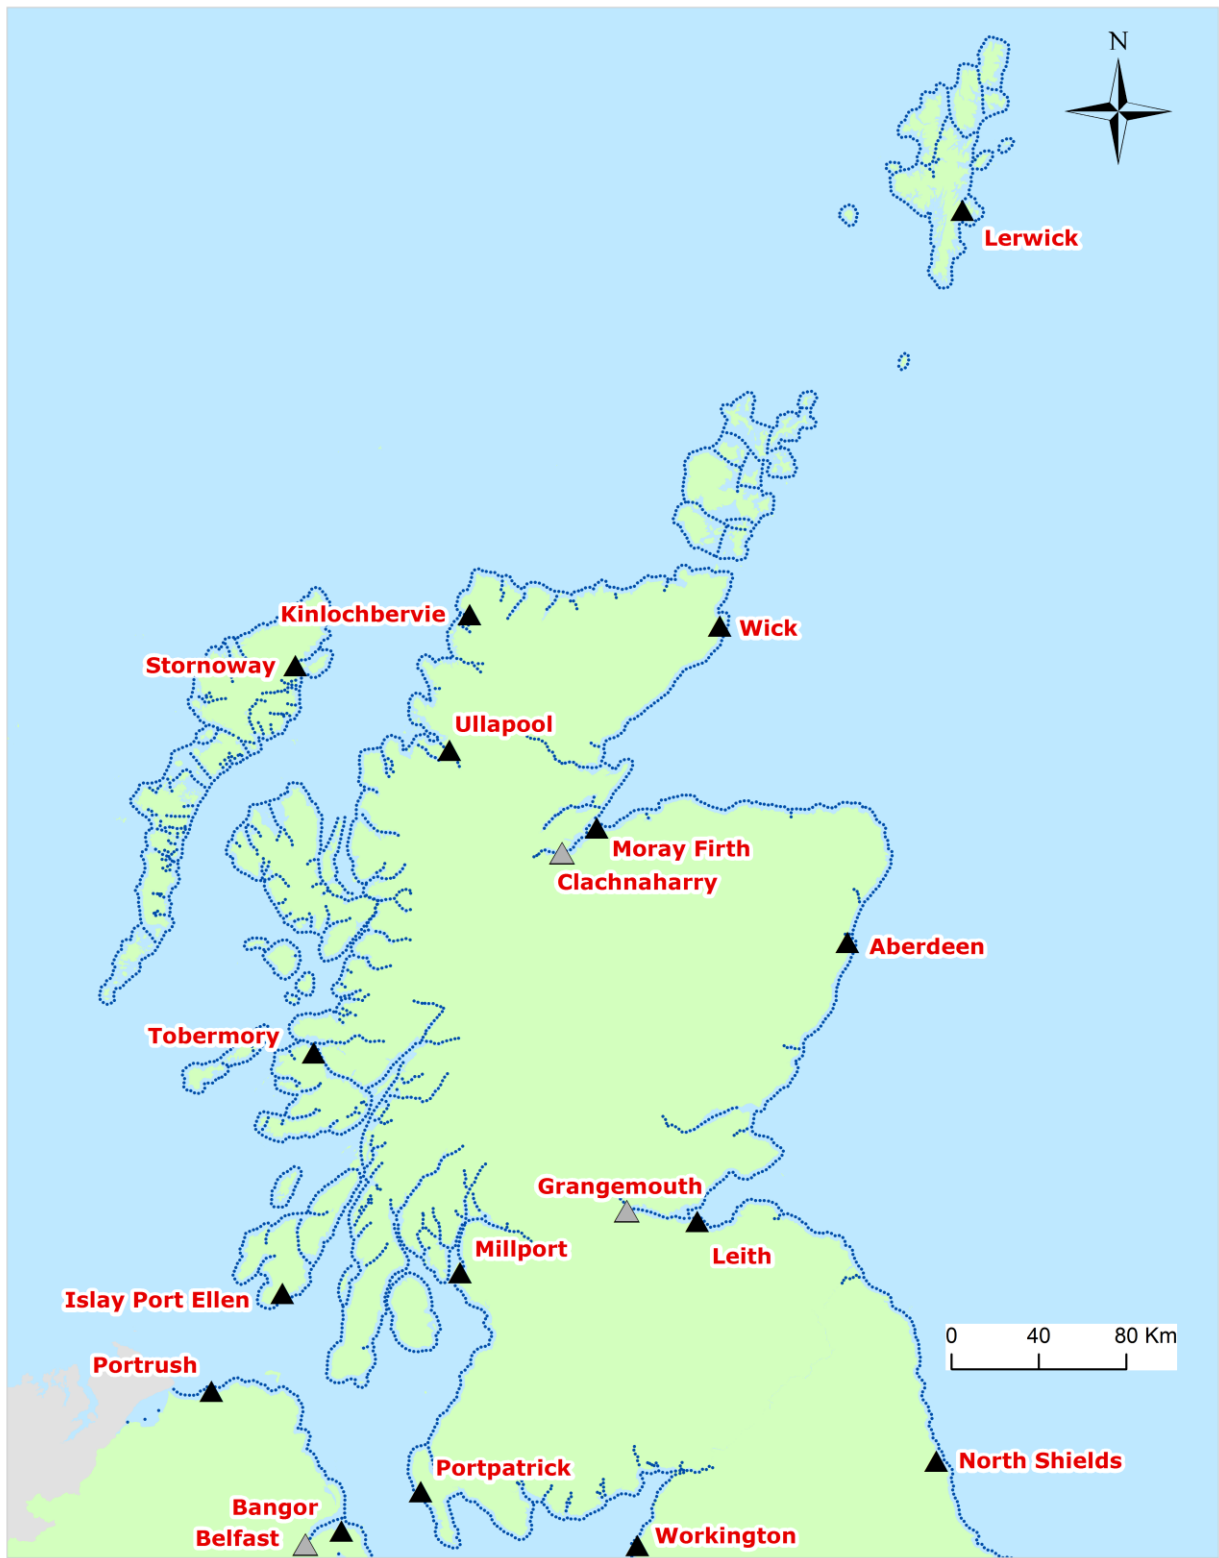 N
Lerwick
Kinlochbervie
Wick
Stornoway
Ullapool
Moray Firth
Clachnaharry
Aberdeen
Tobermory
Grangemouth
Millport
Leith
Islay Port Ellen
0 40 80 Km
Portrush
North Shields
Portpatrick
Bangor
Belfast
Workington